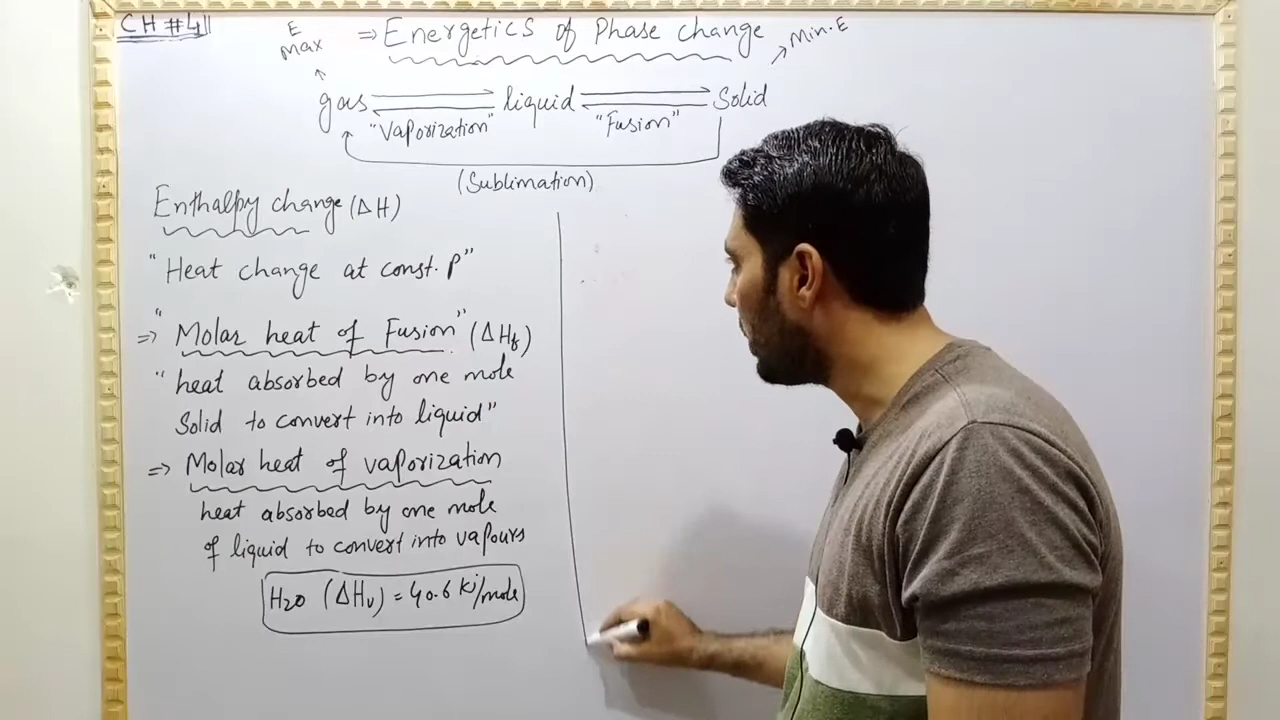 CH #4
⇒ Energetics of Phase change
E
max
Min. E
gas ⇌ liquid ⇌ Solid
"Vaporization" "Fusion"
(Sublimation)
Enthalpy change (ΔH)
"Heat change at const. P"
⇒ "Molar heat of Fusion" (ΔHf)
"heat absorbed by one mole
Solid to convert into liquid"
⇒ Molar heat of vaporization
heat absorbed by one mole
of liquid to convert into vapours
H2O (ΔHv) = 40.6 kj/mole